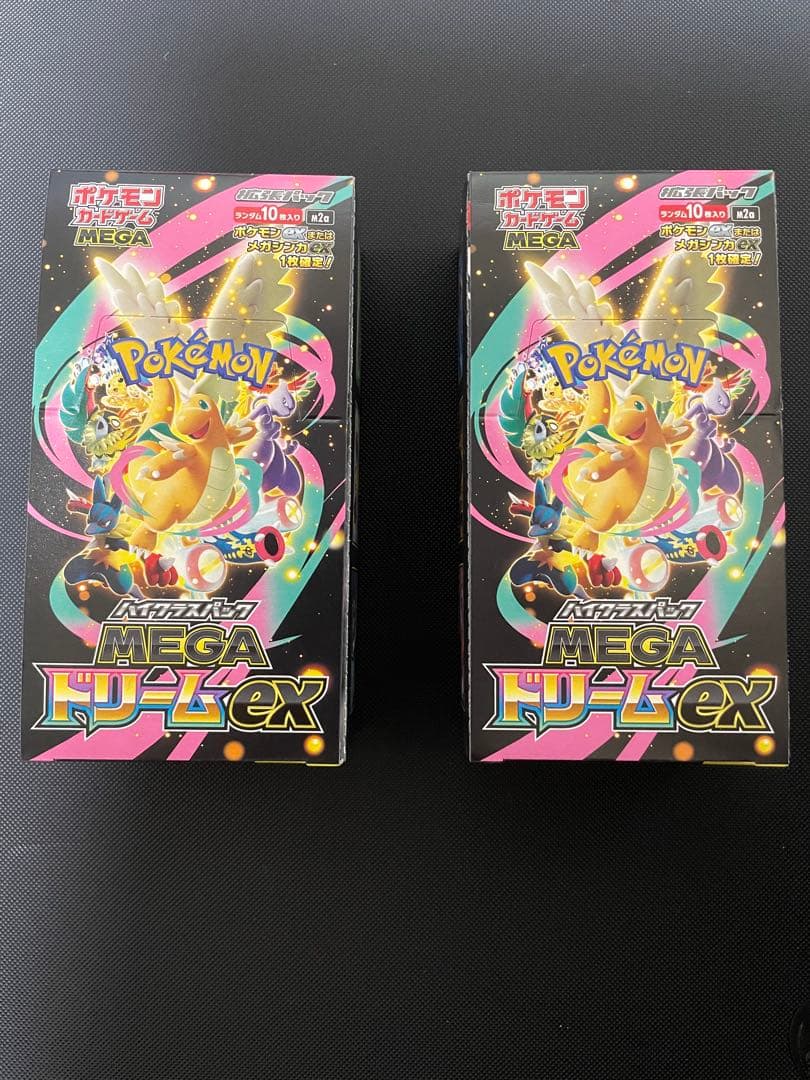 ポケモン
カードゲーム
MEGA
拡張パック
ランダム10枚入り M2a
ポケモンexまたは
メガシンカex
1枚確定!
POKéMON
ハイクラスパック
MEGA
ドリームex
ポケモン
カードゲーム
MEGA
拡張パック
ランダム10枚入り M2a
ポケモンexまたは
メガシンカex
1枚確定!
POKéMON
ハイクラスパック
MEGA
ドリームex